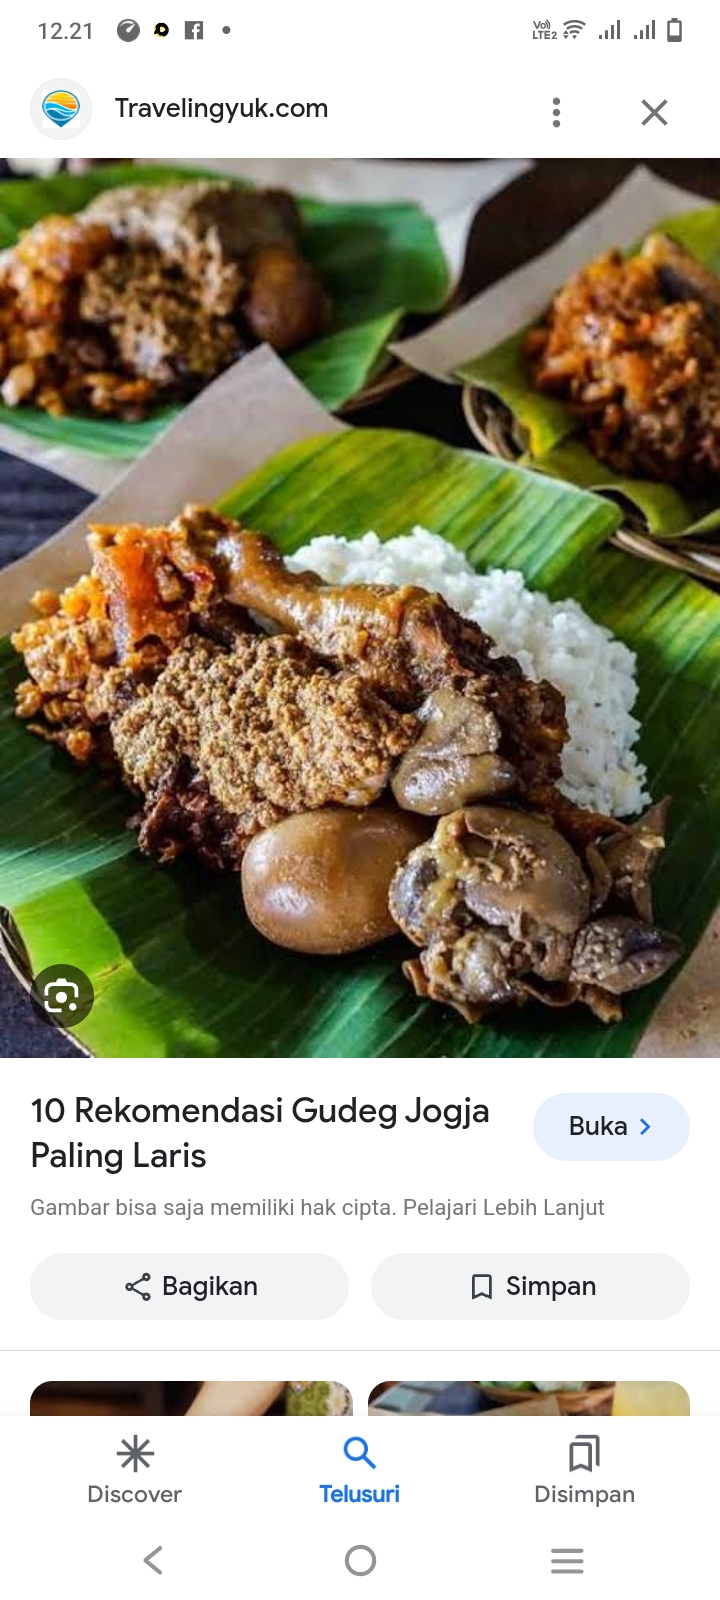 12.21
Vo))
LTE2
Travelingyuk.com
10 Rekomendasi Gudeg Jogja
Paling Laris
Buka
Gambar bisa saja memiliki hak cipta. Pelajari Lebih Lanjut
Bagikan
Simpan
Discover
Telusuri
Disimpan